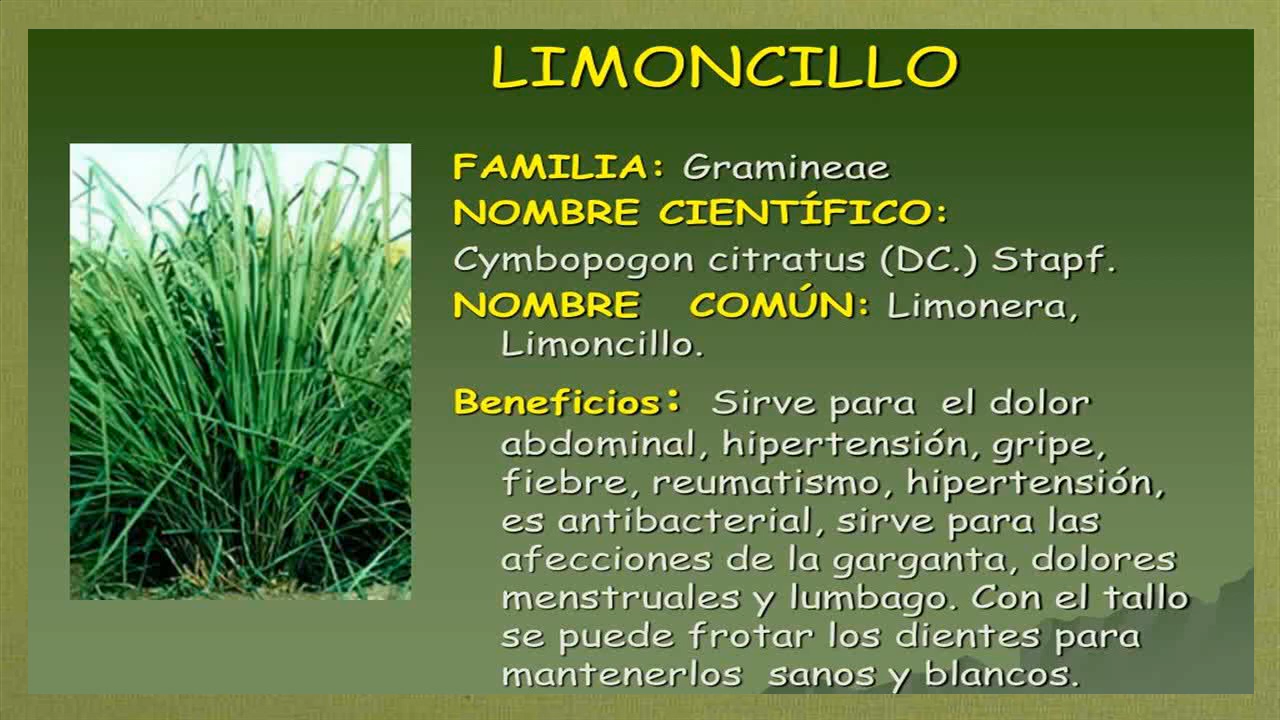 LIMONCILLO
FAMILIA: Gramineae
NOMBRE CIENTÍFICO:
Cymbopogon citratus (DC.) Stapf.
NOMBRE COMÚN: Limonera,
Limoncillo.
Beneficios: Sirve para el dolor
abdominal, hipertensión, gripe,
fiebre, reumatismo, hipertensión,
es antibacterial, sirve para las
afecciones de la garganta, dolores
menstruales y lumbago. Con el tallo
se puede frotar los dientes para
mantenerlos sanos y blancos.